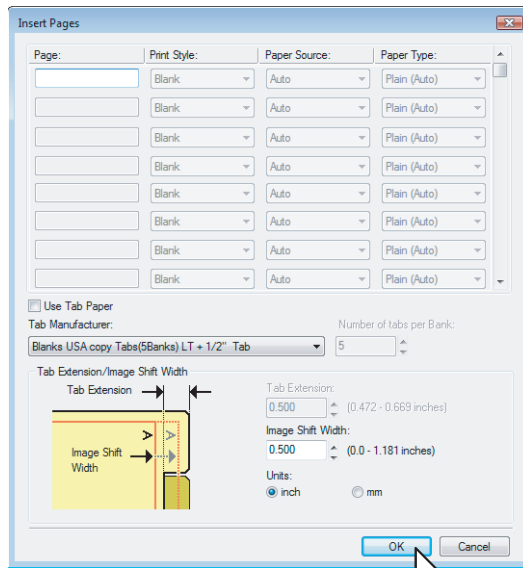 Insert Pages
Page: Print Style: Paper Source: Paper Type:
Blank Auto Plain (Auto)
Blank Auto Plain (Auto)
Blank Auto Plain (Auto)
Blank Auto Plain (Auto)
Blank Auto Plain (Auto)
Blank Auto Plain (Auto)
Blank Auto Plain (Auto)
Blank Auto Plain (Auto)
Use Tab Paper
Tab Manufacturer: Number of tabs per Bank:
Blanks USA copy Tabs(5Banks) LT + 1/2" Tab 5
Tab Extension/Image Shift Width
Tab Extension
A A
Image Shift
Width
Tab Extension:
0.500 (0.472 - 0.669 inches)
Image Shift Width:
0.500 (0.0 - 1.181 inches)
Units:
inch mm
OK Cancel